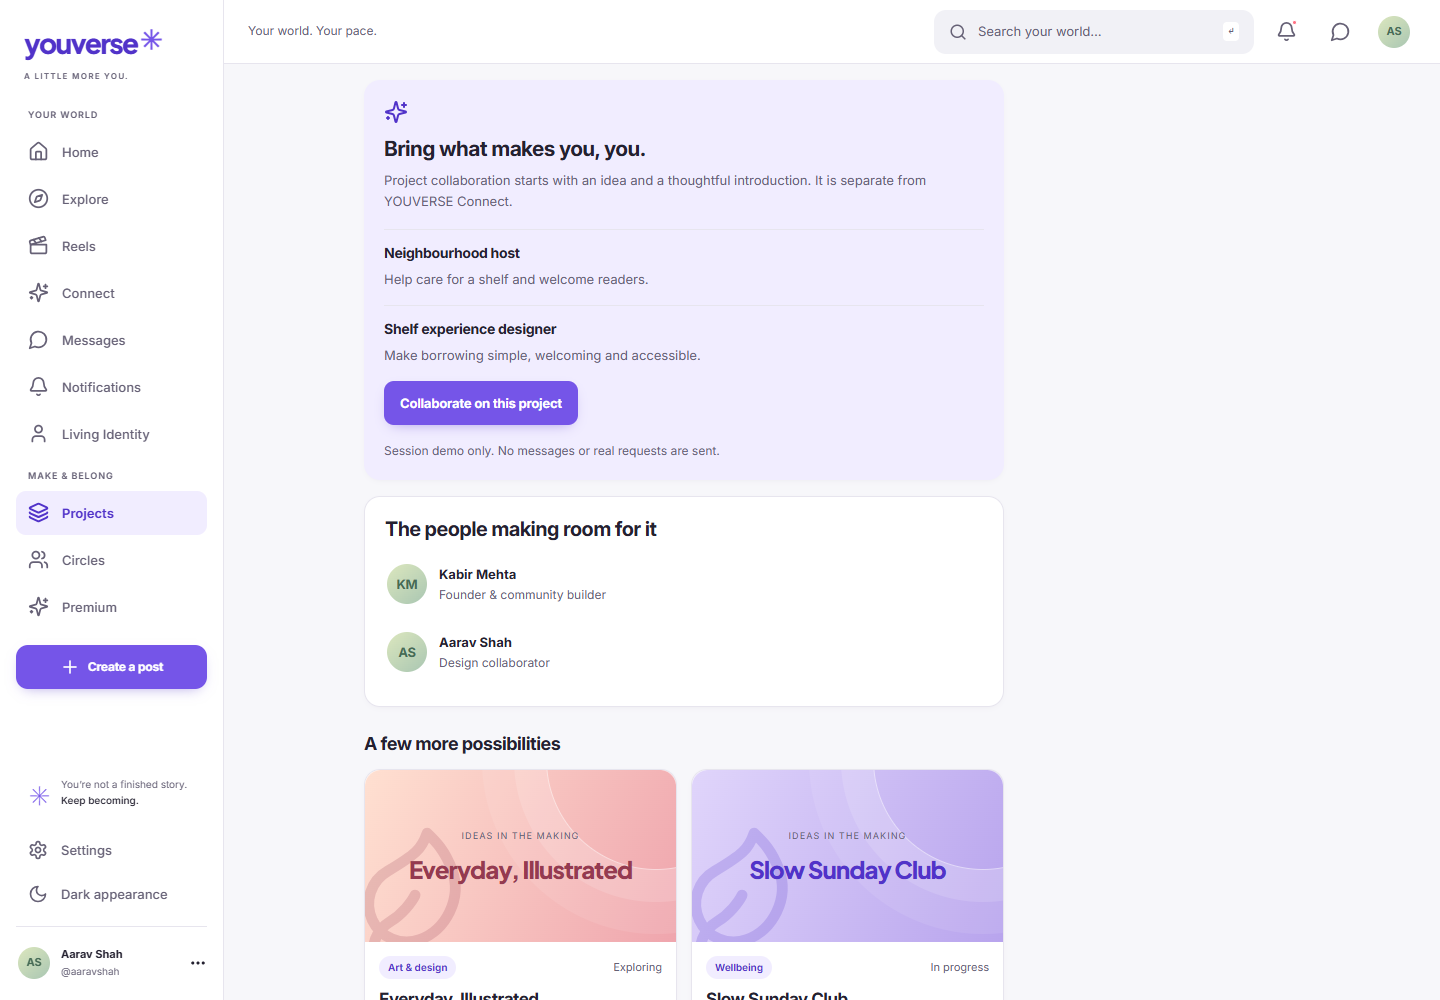 youverse
A LITTLE MORE YOU.
YOUR WORLD
Home
Explore
Reels
Connect
Messages
Notifications
Living Identity
MAKE & BELONG
Projects
Circles
Premium
Create a post
You're not a finished story.
Keep becoming.
Settings
Dark appearance
AS
Aarav Shah
@aaravshah
Your world. Your pace.
Search your world...
AS
Bring what makes you, you.
Project collaboration starts with an idea and a thoughtful introduction. It is separate from
YOUVERSE Connect.
Neighbourhood host
Help care for a shelf and welcome readers.
Shelf experience designer
Make borrowing simple, welcoming and accessible.
Collaborate on this project
Session demo only. No messages or real requests are sent.
The people making room for it
KM
Kabir Mehta
Founder & community builder
AS
Aarav Shah
Design collaborator
A few more possibilities
IDEAS IN THE MAKING
Everyday, Illustrated
Art & design
Exploring
Everyday, Illustrated
IDEAS IN THE MAKING
Slow Sunday Club
Wellbeing
In progress
Slow Sunday Club